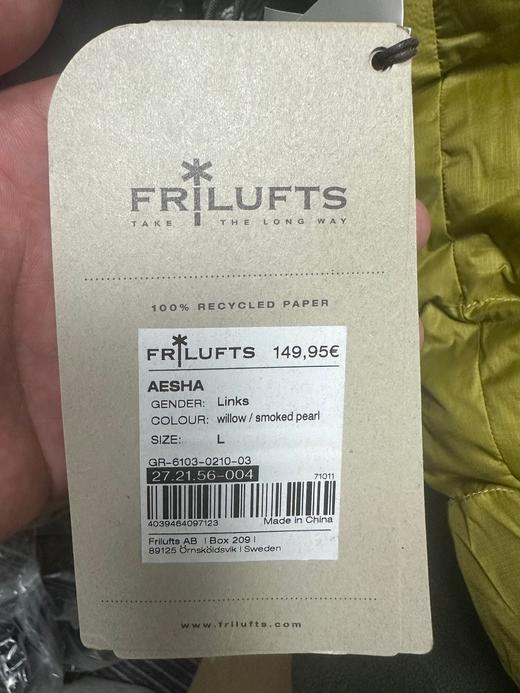 FRILUFTS
TAKE THE LONG WAY
100% RECYCLED PAPER
FRILUFTS 149,95€
AESHA
GENDER: Links
COLOUR: willow / smoked pearl
SIZE: L
GR-6103-0210-03
27.21.56-004 71011
4039464097123 Made in China
Frilufts AB | Box 209 |
89125 Örnsköldsvik | Sweden
www.frilufts.com